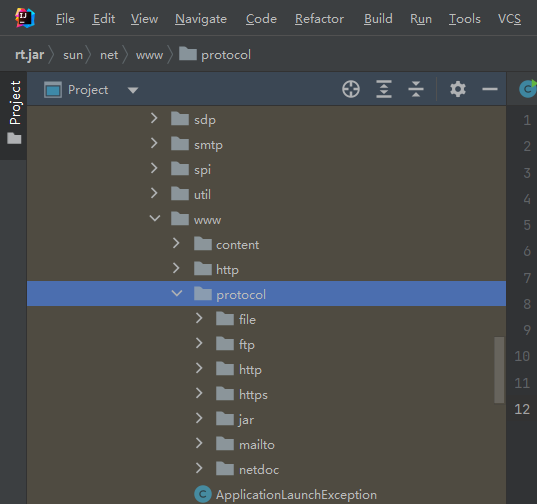 File Edit View Navigate Code Refactor Build Run Tools VCS
rt.jar sun net www protocol
Project
Project
sdp
smtp
spi
util
www
content
http
protocol
file
ftp
http
https
jar
mailto
netdoc
ApplicationLaunchException
1
2
3
4
5
6
7
8
9
10
11
12